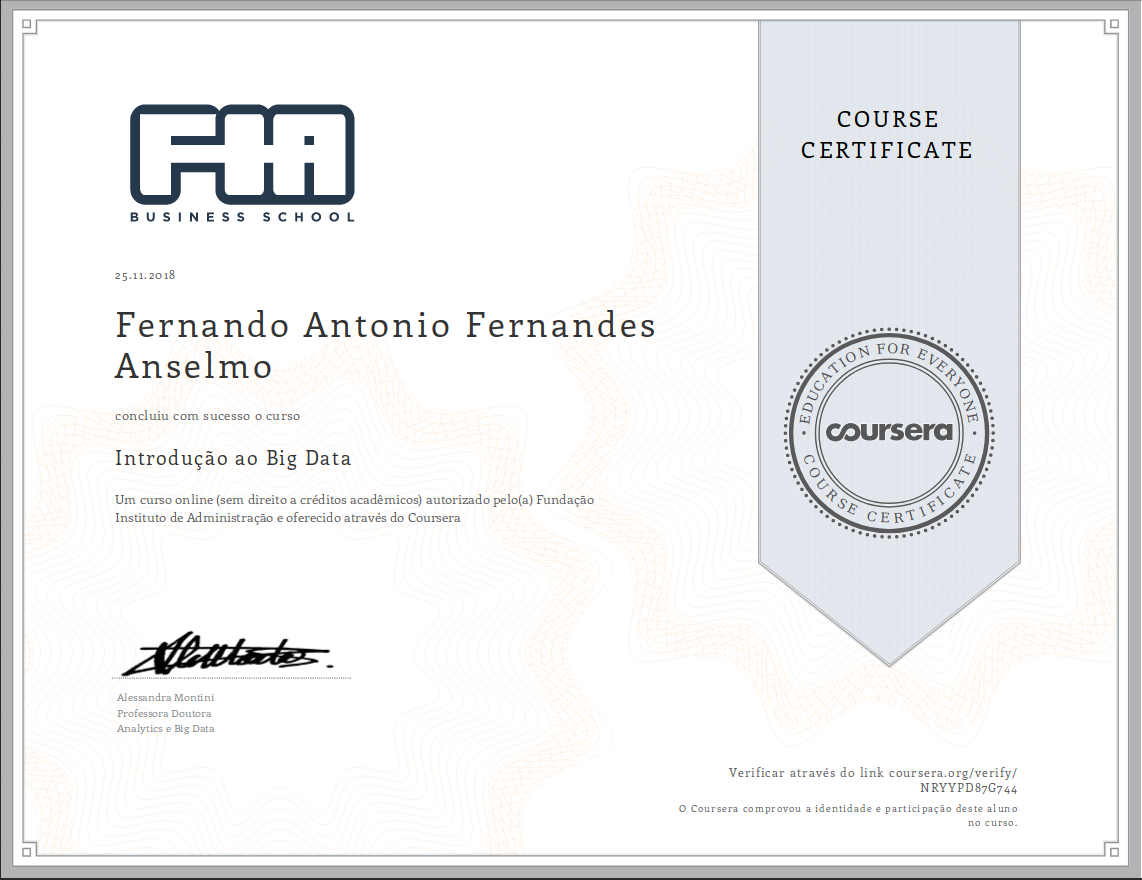 FIA
BUSINESS SCHOOL
25.11.2018
Fernando Antonio Fernandes
Anselmo
concluiu com sucesso o curso
Introdução ao Big Data
Um curso online (sem direito a créditos acadêmicos) autorizado pelo(a) Fundação
Instituto de Administração e oferecido através do Coursera
Alessandra Montini
Professora Doutora
Analytics e Big Data
COURSE
CERTIFICATE
EDUCATION FOR EVERYONE
coursera
COURSE CERTIFICATE
Verificar através do link coursera.org/verify/
NRYYPD87G744
O Coursera comprovou a identidade e participação deste aluno
no curso.